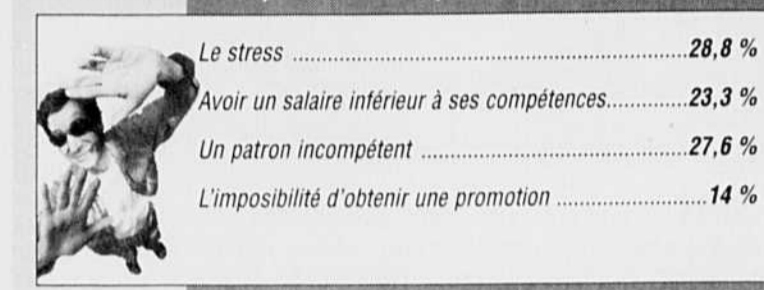 Le stress ........................................................28,8 %
Avoir un salaire inférieur à ses compétences.............23,3 %
Un patron incompétent ......................................27,6 %
L'imposibilité d'obtenir une promotion .........................14 %